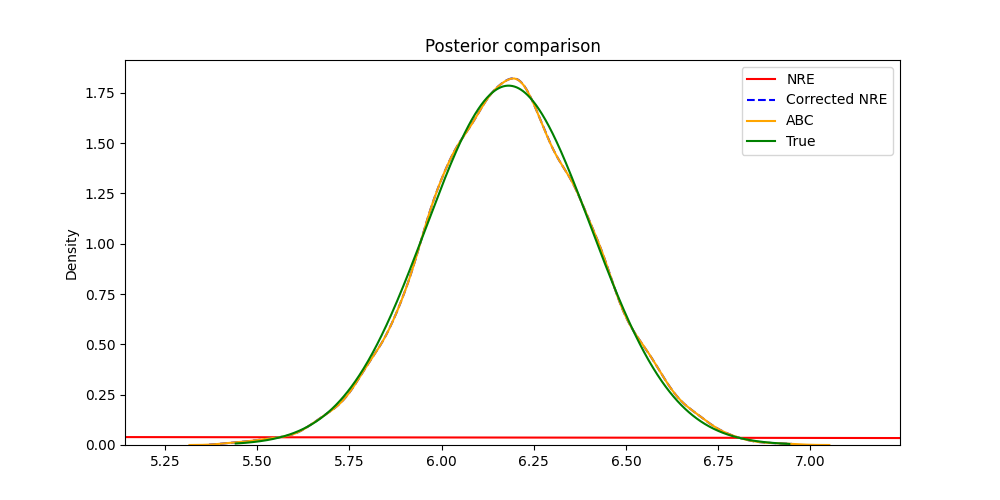 Posterior comparison
NRE
Corrected NRE
ABC
True
Density
1.75
1.50
1.25
1.00
0.75
0.50
0.25
0.00
5.25 5.50 5.75 6.00 6.25 6.50 6.75 7.00